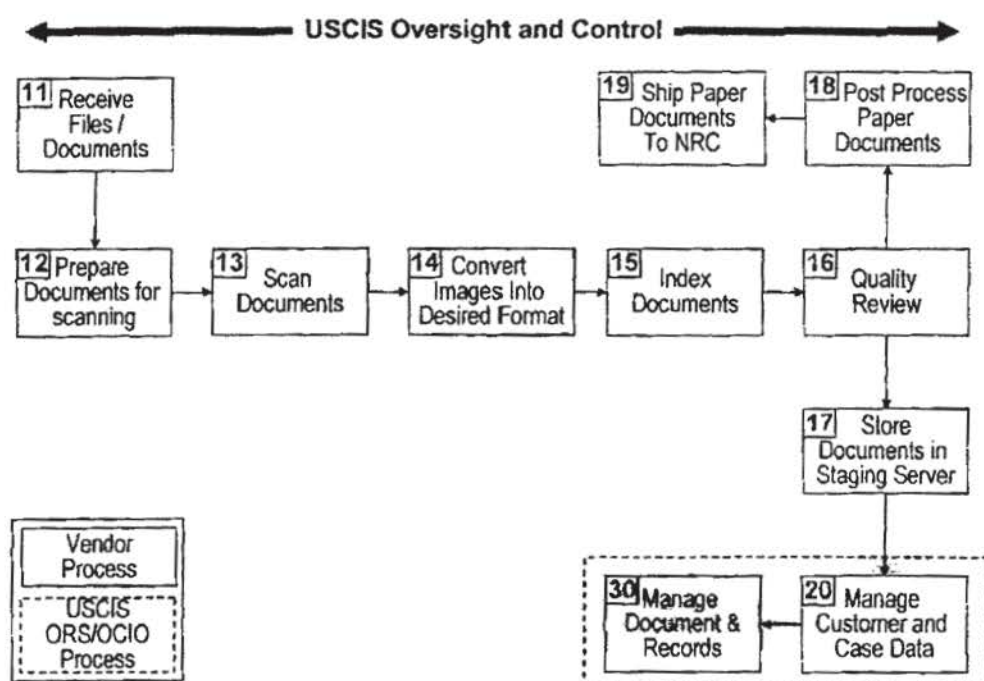 USCIS Oversight and Control
11 Receive
Files /
Documents
19 Ship Paper
Documents
To NRC
18 Post Process
Paper
Documents
12 Prepare
Documents for
scanning
13 Scan
Documents
14 Convert
Images Into
Desired Format
15 Index
Documents
16 Quality
Review
17 Store
Documents in
Staging Server
Vendor
Process
USCIS
ORS/OCIO
Process
30 Manage
Document &
Records
20 Manage
Customer and
Case Data